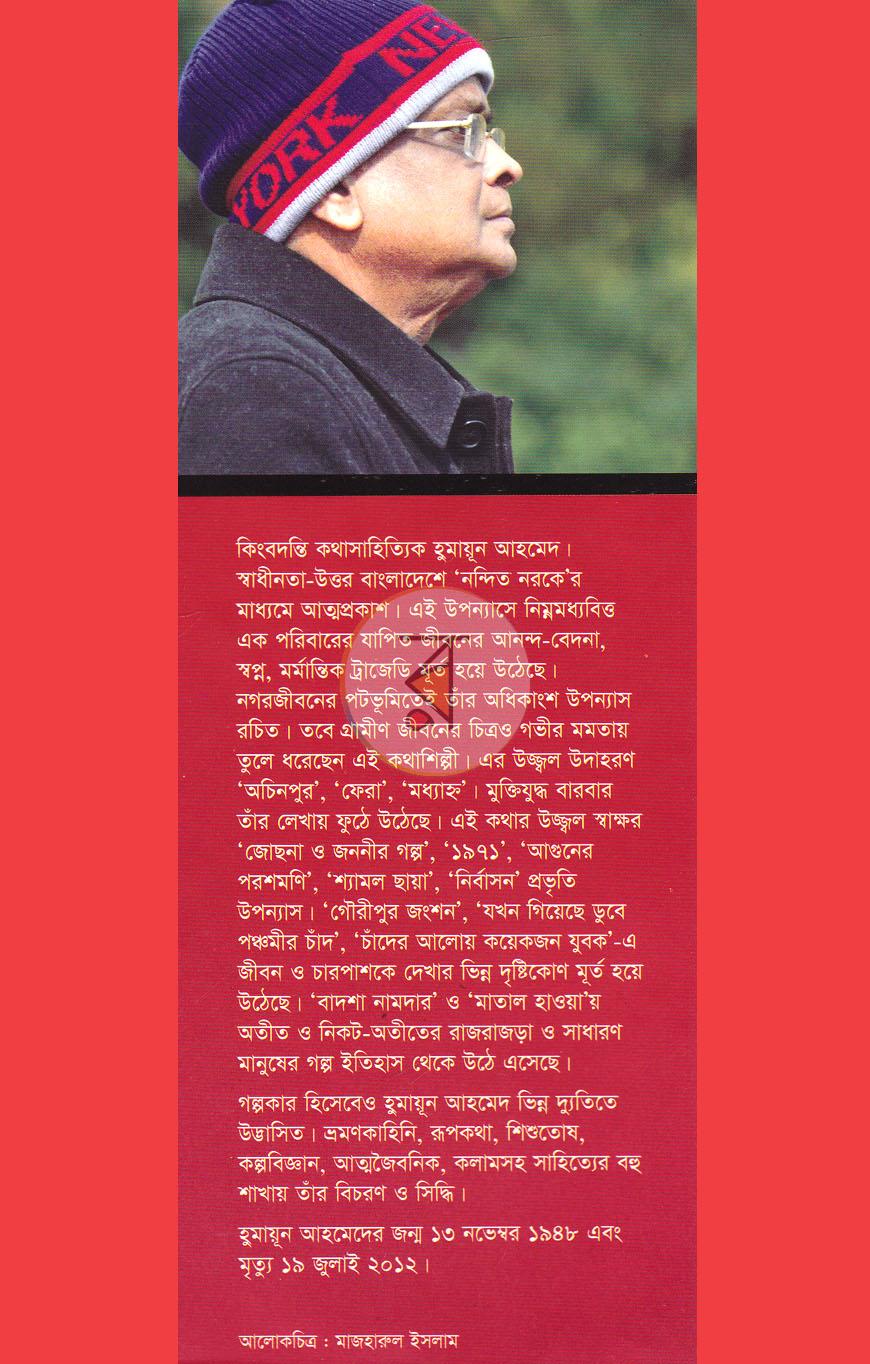 NE
YORK
কিংবদন্তি কথাসাহিত্যিক হুমায়ূন আহমেদ।
স্বাধীনতা-উত্তর বাংলাদেশে ‘নন্দিত নরকে’র
মাধ্যমে আত্মপ্রকাশ। এই উপন্যাসে নিম্নমধ্যবিত্ত
এক পরিবারের যাপিত জীবনের আনন্দ-বেদনা,
স্বপ্ন, মর্মান্তিক ট্রাজেডি মূর্ত হয়ে উঠেছে।
নগরজীবনের পটভূমিতেই তাঁর অধিকাংশ উপন্যাস
রচিত। তবে গ্রামীণ জীবনের চিত্রও গভীর মমতায়
তুলে ধরেছেন এই কথাশিল্পী। এর উজ্জ্বল উদাহরণ
‘অচিনপুর’, ‘ফেরা’, ‘মধ্যাহ্ন’। মুক্তিযুদ্ধ বারবার
তাঁর লেখায় ফুঠে উঠেছে। এই কথার উজ্জ্বল স্বাক্ষর
‘জোছনা ও জননীর গল্প’, ‘১৯৭১’, ‘আগুনের
পরশমণি’, ‘শ্যামল ছায়া’, ‘নির্বাসন’ প্রভৃতি
উপন্যাস। ‘গৌরীপুর জংশন’, ‘যখন গিয়েছে ডুবে
পঞ্চমীর চাঁদ’, ‘চাঁদের আলোয় কয়েকজন যুবক’-এ
জীবন ও চারপাশকে দেখার ভিন্ন দৃষ্টিকোণ মূর্ত হয়ে
উঠেছে। ‘বাদশা নামদার’ ও ‘মাতাল হাওয়া’য়
অতীত ও নিকট-অতীতের রাজরাজড়া ও সাধারণ
মানুষের গল্প ইতিহাস থেকে উঠে এসেছে।
গল্পকার হিসেবেও হুমায়ূন আহমেদ ভিন্ন দ্যুতিতে
উদ্ভাসিত। ভ্রমণকাহিনি, রূপকথা, শিশুতোষ,
কল্পবিজ্ঞান, আত্মজৈবনিক, কলামসহ সাহিত্যের বহু
শাখায় তাঁর বিচরণ ও সিদ্ধি।
হুমায়ূন আহমেদের জন্ম ১৩ নভেম্বর ১৯৪৮ এবং
মৃত্যু ১৯ জুলাই ২০১২।
আলোকচিত্র : মাজহারুল ইসলাম